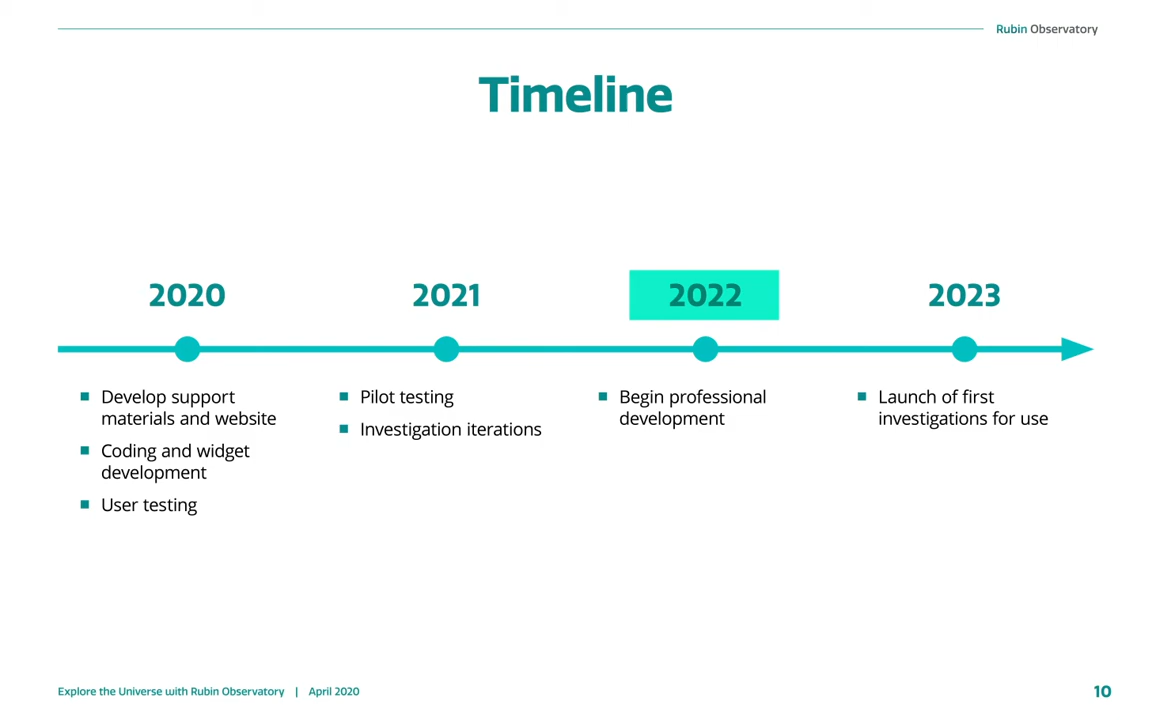 Rubin Observatory
Timeline
2020
2021
2022
2023
Develop support
materials and website
Coding and widget
development
User testing
Pilot testing
Investigation iterations
Begin professional
development
Launch of first
investigations for use
Explore the Universe with Rubin Observatory | April 2020
10